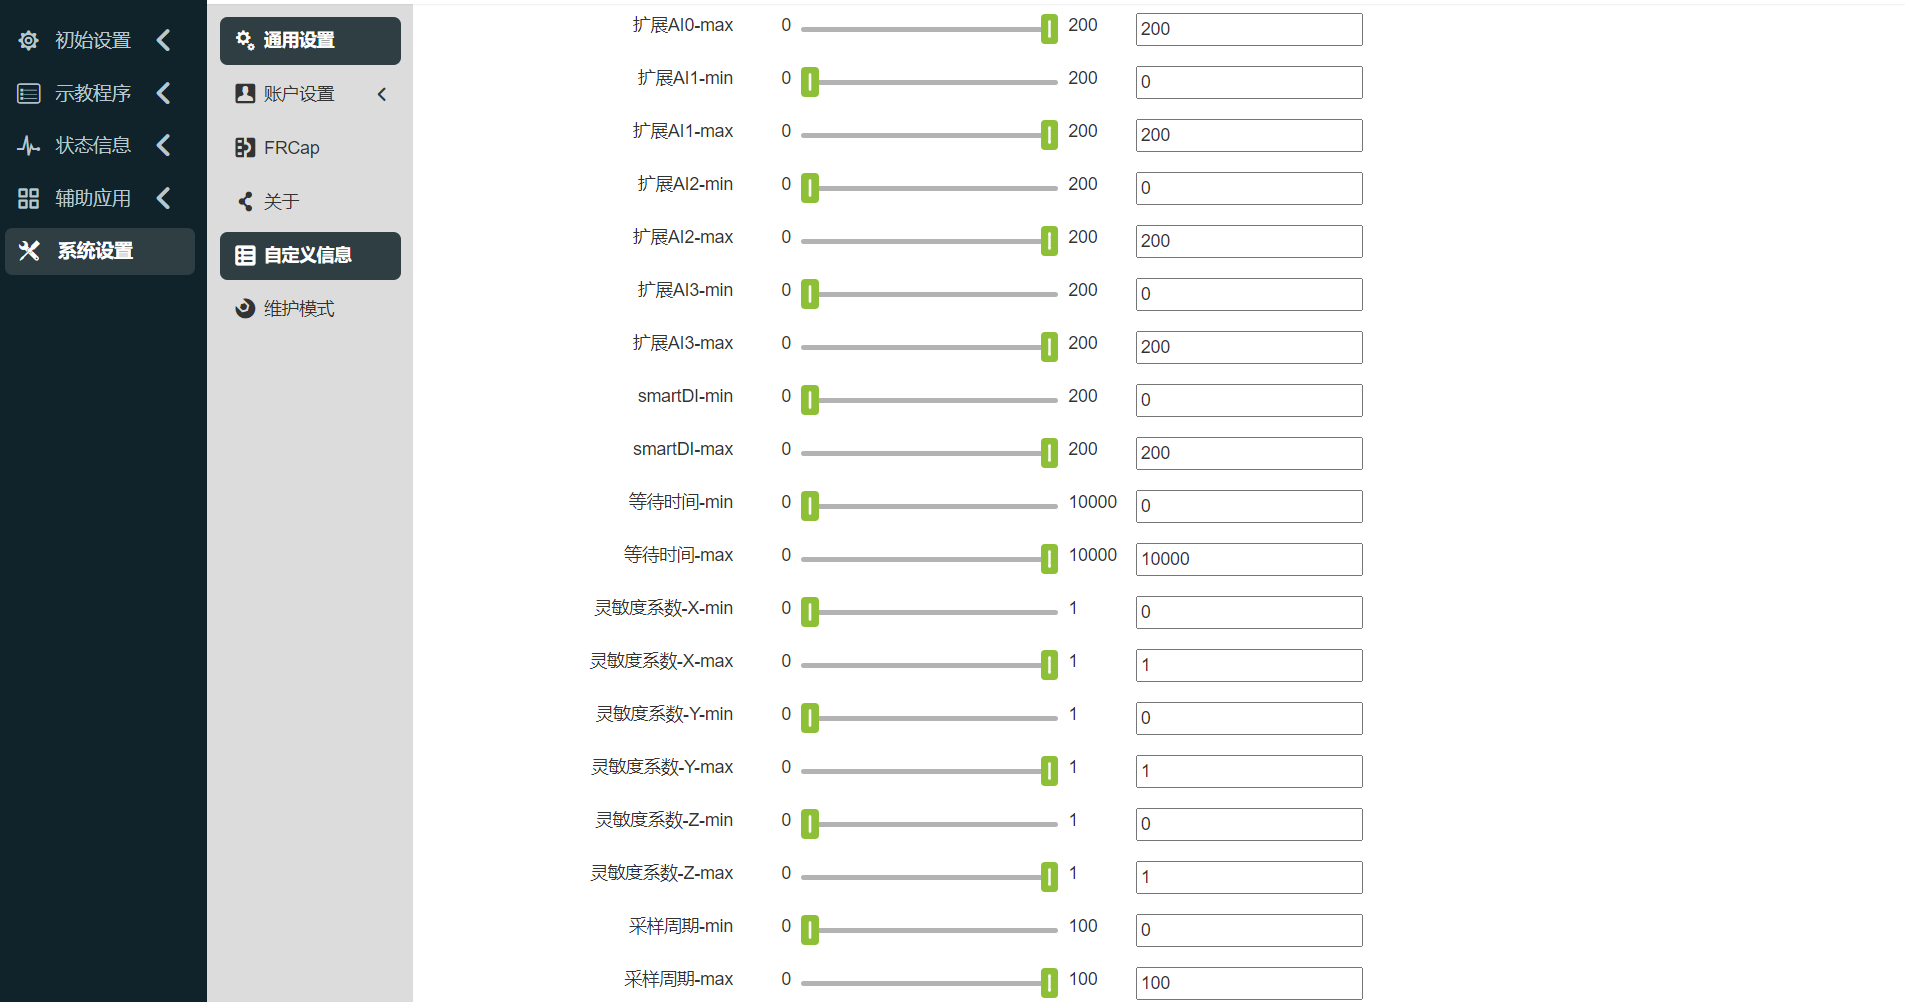 初始设置
示教程序
状态信息
辅助应用
系统设置
通用设置
账户设置
FRCap
关于
自定义信息
维护模式
扩展AI0-max 0 200 200
扩展AI1-min 0 200 0
扩展AI1-max 0 200 200
扩展AI2-min 0 200 0
扩展AI2-max 0 200 200
扩展AI3-min 0 200 0
扩展AI3-max 0 200 200
smartDI-min 0 200 0
smartDI-max 0 200 200
等待时间-min 0 10000 0
等待时间-max 0 10000 10000
灵敏度系数-X-min 0 1 0
灵敏度系数-X-max 0 1 1
灵敏度系数-Y-min 0 1 0
灵敏度系数-Y-max 0 1 1
灵敏度系数-Z-min 0 1 0
灵敏度系数-Z-max 0 1 1
采样周期-min 0 100 0
采样周期-max 0 100 100